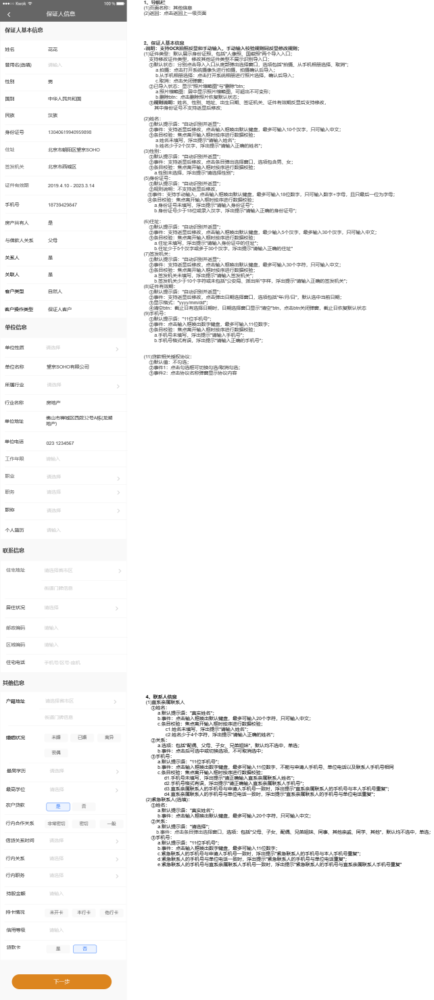 Kwok
100 %
保证人信息
保证人基本信息
姓名 花花
曾用名(选填) 请输入
性别 男
国别 中华人民共和国
民族 汉族
身份证号 13040619940959898
住址 北京市朝阳区望京SOHO
签发机关 北京市西城区
证件有效期 2019.4.10 - 2023.3.14
手机号 18739429847
房产共有人 是
与借款人关系 父母
关系人 是
关联人 是
客户类型 自然人
客户操作类型 保证人客户
单位信息
单位性质 请选择
单位名称 望京SOHO有限公司
所属行业 请选择
行业名称 房地产
单位地址 佛山市禅城区西段32号A栋(龙湖
地产)
单位电话 023 1234567
工作年限 请输入
职业 请选择
职务 请选择
职称 请选择
个人简历 请输入
联系信息
住宅地址 请选择省市区
街道门牌信息
居住状况 请选择
邮政编码 请输入
区域编码 请输入
住宅电话 手机号/区号-座机
其他信息
户籍地址 请选择省市区
街道门牌信息
婚姻状况 未婚 已婚 离异
丧偶
最高学历 请选择
最高学位 请选择
农户贷款 是 否
行内合作关系 非常密切 密切 一般
信贷关系时间 请选择
行内关系 请选择
行内职务 请选择
持股金额 请输入
持卡情况 未开卡 本行卡 他行卡
信用等级 请输入
贷款卡 是 否
下一步
1、导航栏
(1)页面名称：其他信息
(2)返回：点击返回上一级页面
2、保证人基本信息
-说明：支持OCR拍照反显和手动输入，手动输入校验规则同反显修改规则；
(1)证件类型：默认展示身份证照，包括“人像照、国徽照”两个导入入口；
支持修改证件类型，修改其他证件类型不展示识别导入口；
①默认状态：分别点击导入入口从底部弹出选择窗口，选项包括“拍摄、从手机相册选择、取消”；
a.拍摄：点击打开系统摄像头进行拍摄，拍摄确认后导入；
b.从手机相册选择：点击打开系统相册进行照片选择，确认后导入；
c.取消：点击关闭弹窗；
②已导入状态：显示“照片缩略图”与“删除”btn；
a.照片缩略图：居中显示照片缩略图，可超出不可变形；
b.删除btn：点击删除照片恢复默认状态；
③规则说明：姓名、性别、地址、出生日期、签证机关、证件有效期反显后支持修改，
其中身份证号不支持返显后修改，
(2)姓名：
①默认提示语：“自动识别并返显”；
②事件：支持返显后修改，点击输入框唤出默认键盘，最多可输入10个汉字，只可输入中文；
③条目校验：焦点离开输入框时按序进行数据校验；
a.姓名未填写，浮出提示“请输入姓名”；
b.姓名少于2个汉字，浮出提示“请输入正确的姓名”；
(3)性别：
①默认提示语：“自动识别并返显”；
②事件：支持返显后修改，点击条目弹出选择窗口，选项包含男、女；
③条目校验：焦点离开输入框时按序进行数据校验；
a.性别未选择，浮出提示“请选择性别”；
(5)身份证号：
①默认提示语：“自动识别并返显”；
②规则说明：不支持返显后修改，
③事件：支持手动输入，点击输入框唤出默认键盘，最多可输入18位数字，只可输入数字+字母，且只最后一位为字母；
④条目校验：焦点离开输入框时按序进行数据校验；
a.身份证号未填写，浮出提示“请输入身份证号”；
b.身份证号少于18位或录入汉字，浮出提示“请输入正确的身份证号”；
(6)住址：
①默认提示语：“自动识别并返显”；
②事件：支持返显后修改，点击输入框唤出默认键盘，最少输入5个汉字，最多输入30个汉字，只可输入中文；
③条目校验：焦点离开输入框时按序进行数据校验；
a.住址未填写，浮出提示“请输入身份证中的住址”；
b.住址少于5个汉字或多于30个汉字，浮出提示“请输入正确的住址”
(7)签发机关：
①默认提示语：“自动识别并返显”；
②事件：支持返显后修改，点击输入框唤出默认键盘，最多可输入30个字符，只可输入中文；
③条目校验：焦点离开输入框时按序进行数据校验；
a.签发机关未填写，浮出提示“请输入签发机关”；
b.签发机关少于10个字符或未包括“公安局、派出所”字样，浮出提示“请输入正确的签发机关”；
(8)证件有效期：
①默认提示语：“自动识别并返显”；
②事件：支持返显后修改，点击弹出日期选择窗口，选项包括“年/月/日”，默认选中当前日期；
③显示格式：“yyyy/mm/dd”；
④清空btn：截止日有选择日期时，日期选择窗口显示“清空”btn，点击btn关闭弹窗，截止日恢复默认状态
(9)手机号：
①默认提示语：“11位手机号”；
②事件：点击输入框唤出数字键盘，最多可输入11位数字；
③条目校验：焦点离开输入框时按序进行数据校验；
a.手机号未填写，浮出提示“请输入手机号”；
b.手机号格式有误，浮出提示“请输入正确的手机号”；
(11)贷款相关授权协议：
①默认值：不勾选；
②事件1：点击勾选框可切换勾选/取消勾选；
③事件2：点击协议名称弹窗显示协议内容
4、联系人信息
(1)直系亲属联系人
①姓名：
a.默认提示语：“真实姓名”；
b.事件：点击输入框唤出默认键盘，最多可输入20个字符，只可输入中文；
c.条目校验：焦点离开输入框时按序进行数据校验；
c1.姓名未填写，浮出提示“请输入姓名”；
c2.姓名少于4个字符，浮出提示“请输入正确的姓名”；
②关系：
a.选项：包括“配偶、父母、子女、兄弟姐妹”，默认均不选中，单选；
b.事件：点击后可选中或切换选项，不可取消选中；
③手机号：
a.默认提示语：“11位手机号”；
b.事件：点击输入框唤出数字键盘，最多可输入11位数字，不能与申请人手机号、单位电话以及联系人手机号相同
c.条目校验：焦点离开输入框时按序进行数据校验；
d1.手机号未填写，浮出提示“请正确输入直系亲属联系人姓名”；
d2.手机号格式有误，浮出提示“请正确输入直系亲属联系人手机号”；
d3.直系亲属联系人的手机号与申请人手机号一致时，浮出提示“直系亲属联系人的手机号与本人手机号重复”；
d4.直系亲属联系人的手机号与单位电话一致时，浮出提示“直系亲属联系人的手机号与单位电话重复”；
(2)紧急联系人(选填)：
①姓名：
a.默认提示语：“真实姓名”；
b.事件：点击输入框唤出默认键盘，最多可输入20个字符，只可输入中文；
②关系：
a.默认提示语：“请选择”；
b.事件：点击条目弹出选择窗口，选项：包括“父母、子女、配偶、兄弟姐妹、同事、其他亲戚、同学、其他”，默认均不选中，单选；
③手机号：
a.默认提示语：“11位手机号”；
b.事件：点击输入框唤出数字键盘，最多可输入11位数字；
c.紧急联系人的手机号与申请人手机号一致时，浮出提示“紧急联系人的手机号与本人手机号重复”；
d.紧急联系人的手机号与单位电话一致时，浮出提示“紧急联系人的手机号与单位电话重复”；
e.紧急联系人的手机号与直系亲属联系人手机号一致时，浮出提示“紧急联系人的手机号与直系亲属联系人手机号重复”